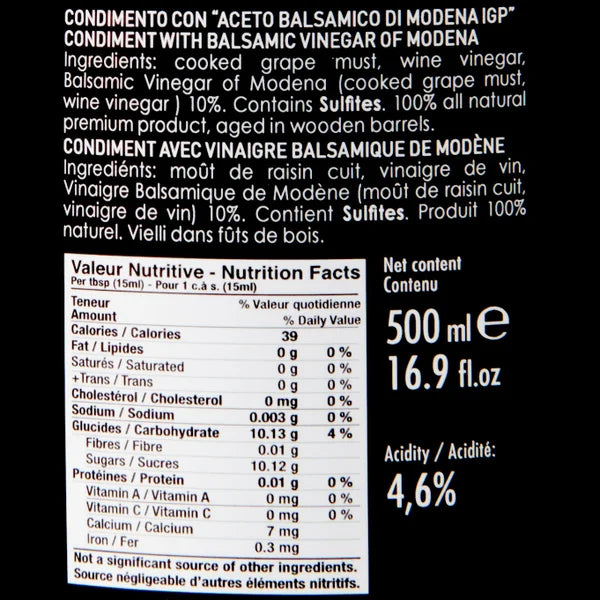 CONDIMENTO CON "ACETO BALSAMICO DI MODENA IGP"
CONDIMENT WITH BALSAMIC VINEGAR OF MODENA
Ingredients: cooked grape must, wine vinegar,
Balsamic Vinegar of Modena (cooked grape must,
wine vinegar ) 10%. Contains Sulfites. 100% all natural
premium product, aged in wooden barrels.
CONDIMENT AVEC VINAIGRE BALSAMIQUE DE MODÈNE
Ingrediénts: moût de raisin cuit, vinaigre de vin,
Vinaigre Balsamique de Modène (moût de raisin cuit,
vinaigre de vin) 10%. Contient Sulfites. Produit 100%
naturel. Vielli dans fûts de bois.
Valeur Nutritive - Nutrition Facts
Per tbsp (15ml) - Pour 1 c.à s. (15ml)
Teneur % Valeur quotidienne
Amount % Daily Value
Calories / Calories 39
Fat / Lipides 0 g 0 %
Saturés / Saturated 0 g 0 %
+Trans / Trans 0 g 0 %
Cholestérol / Cholesterol 0 mg 0 %
Sodium / Sodium 0.003 g 0 %
Glucides / Carbohydrate 10.13 g 4 %
Fibres / Fibre 0.01 g
Sugars / Sucres 10.12 g
Protéines / Protein 0.01 g 0 %
Vitamin A / Vitamin A 0 mg 0 %
Vitamin C / Vitamin C 0 mg 0 %
Calcium / Calcium 7 mg
Iron / Fer 0.3 mg
Not a significant source of other ingredients.
Source négligeable d'autres éléments nitritifs.
Net content
Contenu
500 ml e
16.9 fl.oz
Acidity / Acidité:
4,6%